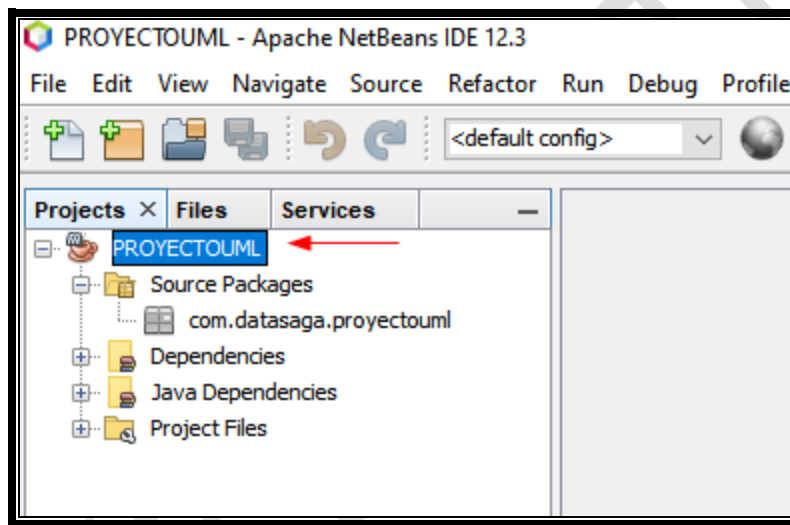 PROYECTOUML - Apache NetBeans IDE 12.3
File Edit View Navigate Source Refactor Run Debug Profile
<default config>
Projects Files Services
PROYECTOUML
Source Packages
com.datasaga.proyectouml
Dependencies
Java Dependencies
Project Files